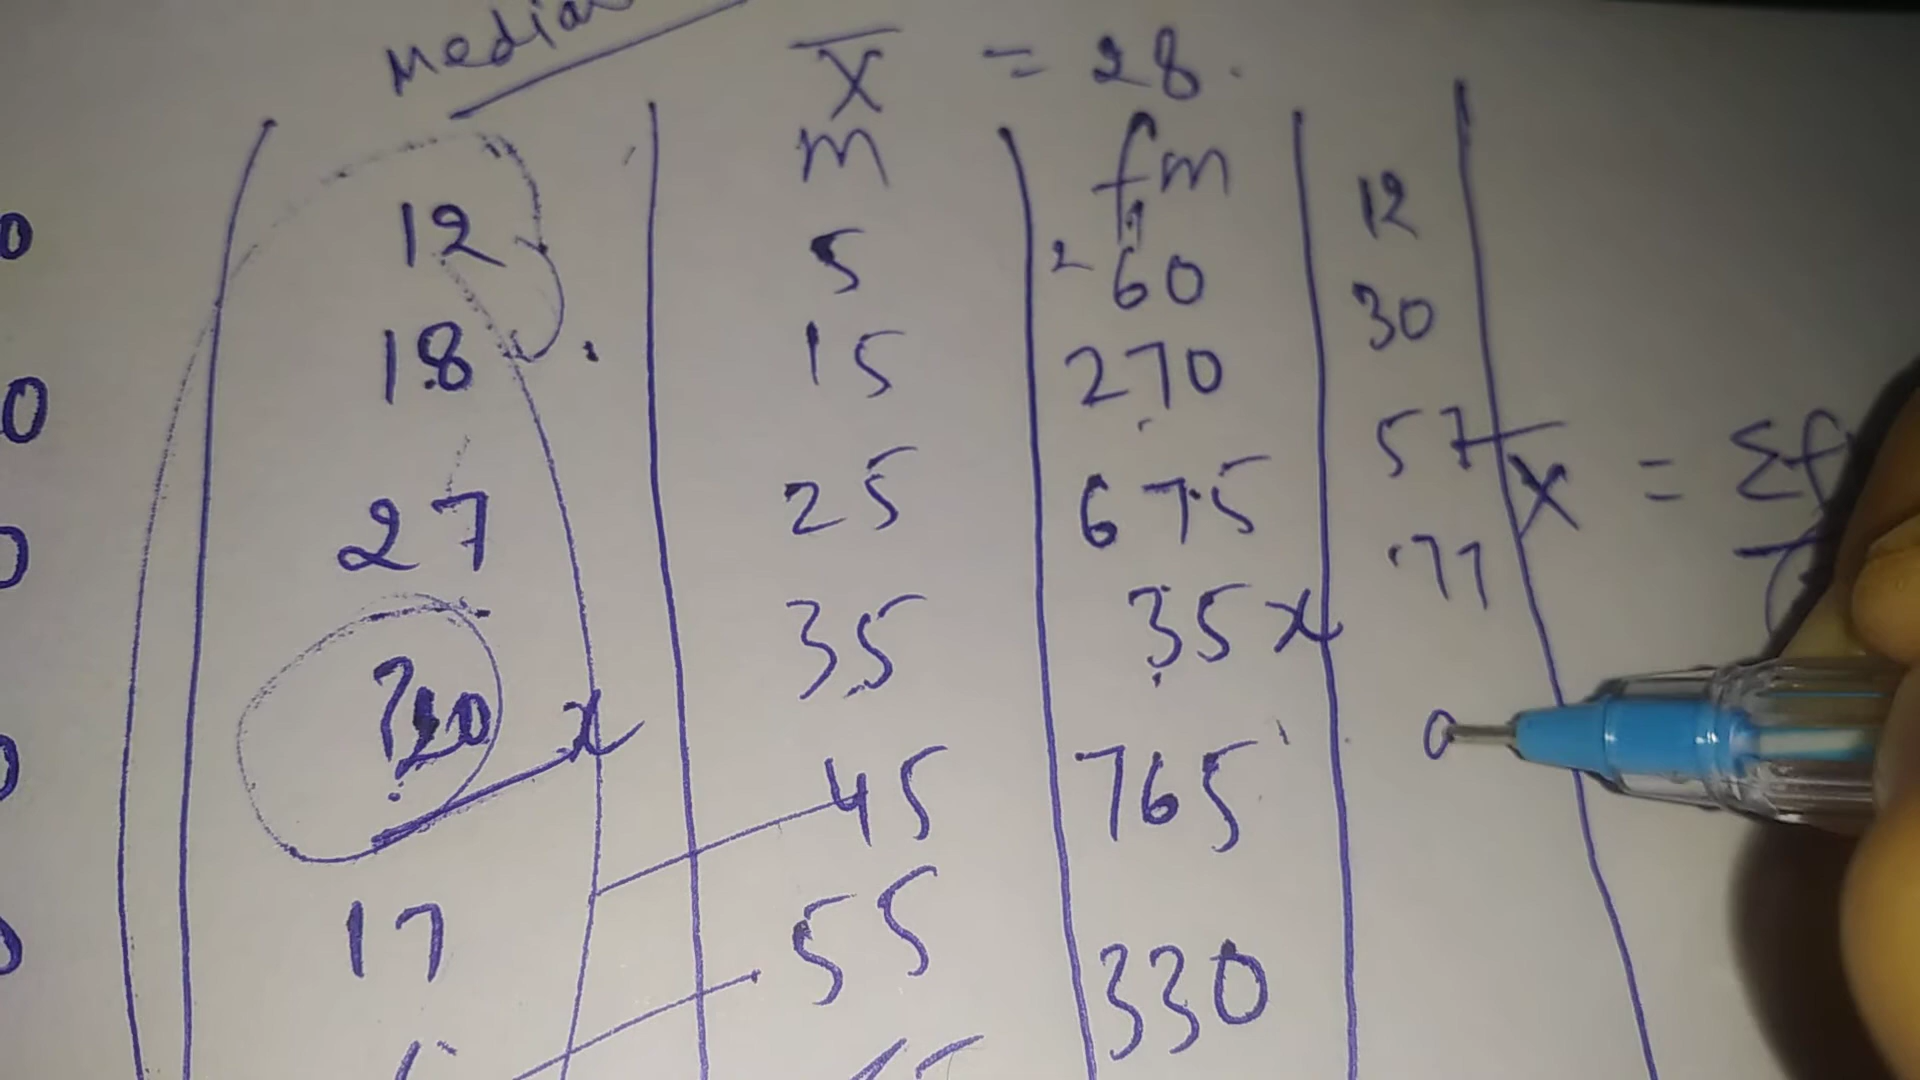 Median
X = 28.
m fm
0 12 5 60 12
18 15 270 30
0 27 25 675 57 X = Σf
?20 x 35 35x 77
45 765
17 55 330